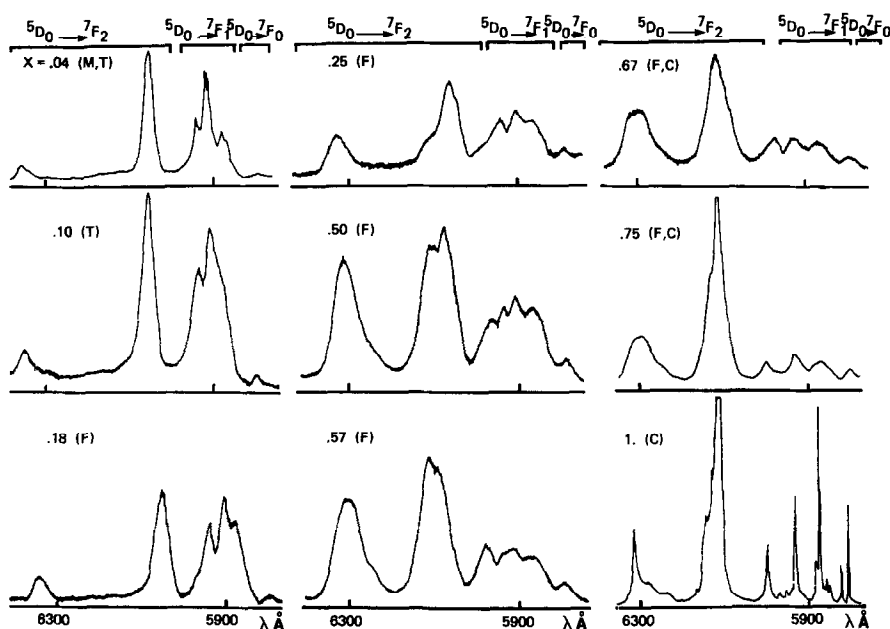 ⁵D₀ → ⁷F₂ ⁵D₀ → ⁷F₁ ⁵D₀ → ⁷F₀ ⁵D₀ → ⁷F₂ ⁵D₀ → ⁷F₁ ⁵D₀ → ⁷F₀ ⁵D₀ → ⁷F₂ ⁵D₀ → ⁷F₁ ⁵D₀ → ⁷F₀
X = .04 (M,T) .25 (F) .67 (F,C)
.10 (T) .50 (F) .75 (F,C)
.18 (F) .57 (F) 1. (C)
6300 5900 λ Å 6300 5900 λ Å 6300 5900 λ Å